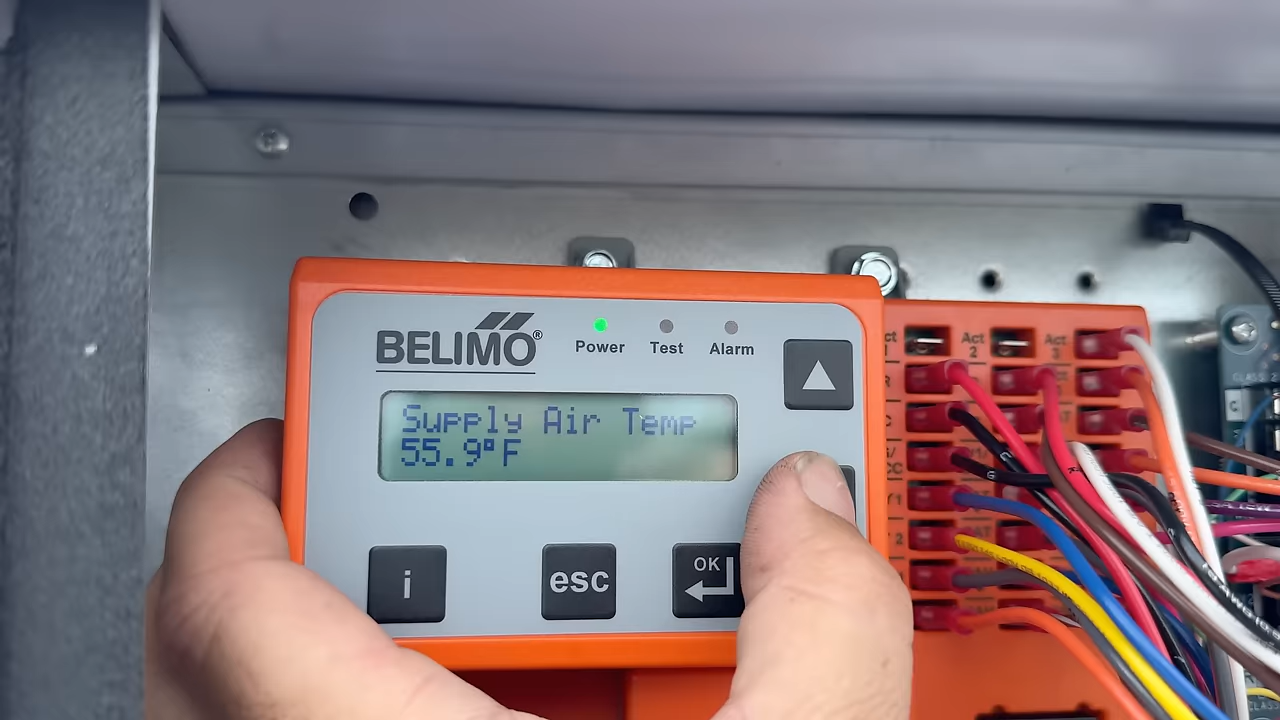 BELIMO®
Power Test Alarm
Supply Air Temp
55.9°F
i
esc
OK
Act
2
Act
3
R
C
C